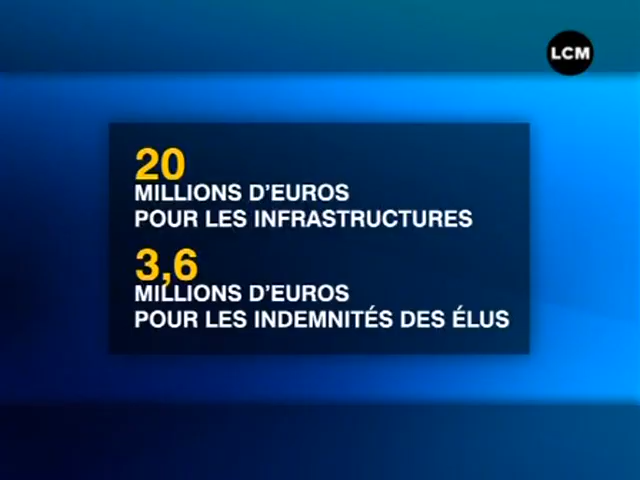 LCM
20
MILLIONS D'EUROS
POUR LES INFRASTRUCTURES
3,6
MILLIONS D'EUROS
POUR LES INDEMNITÉS DES ÉLUS